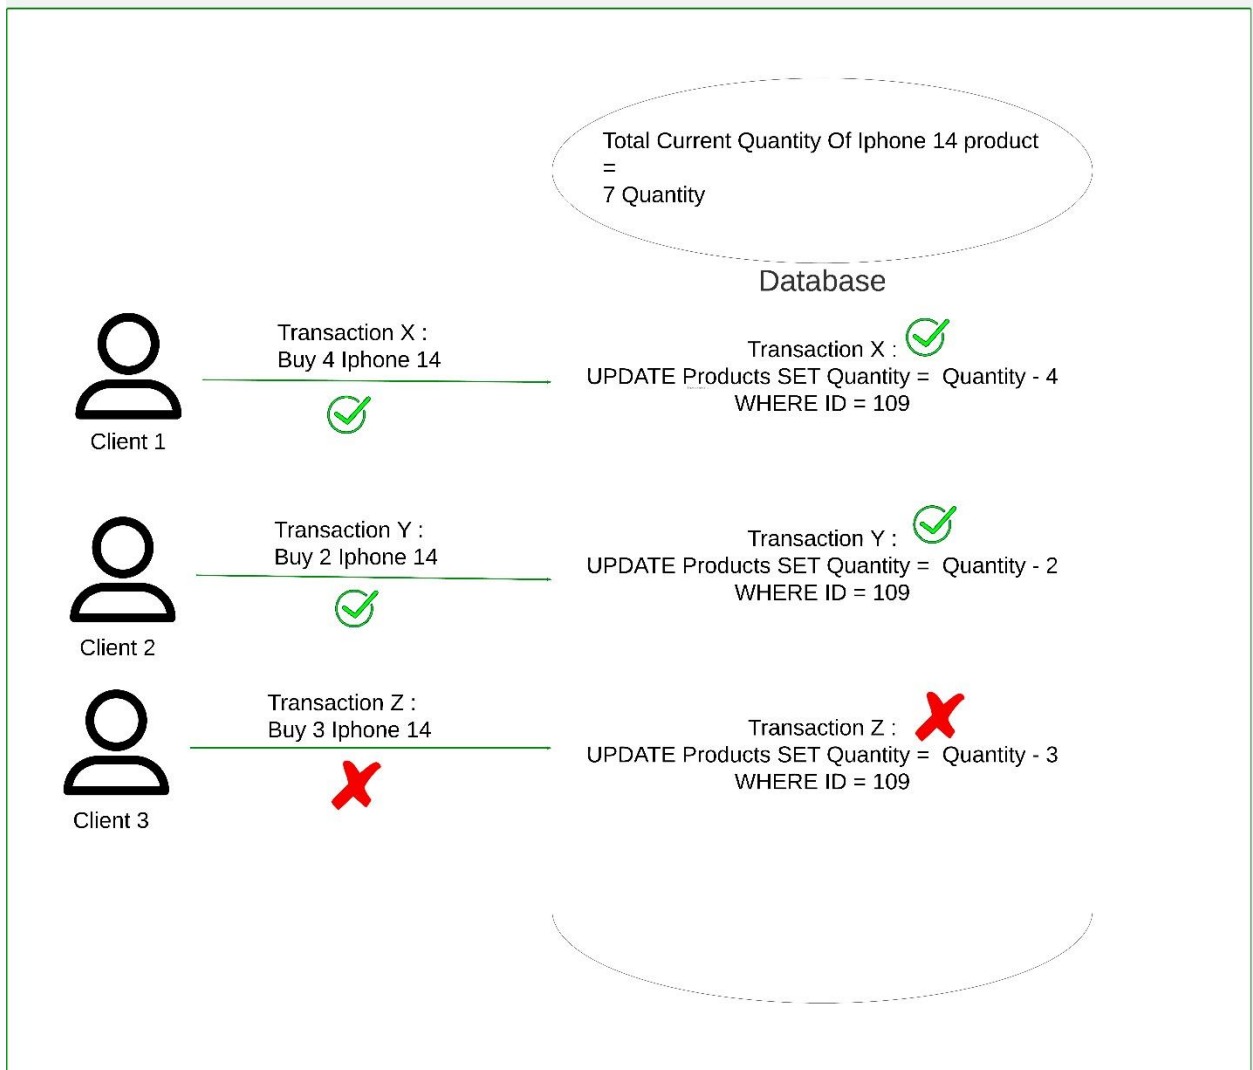 Total Current Quantity Of Iphone 14 product
=
7 Quantity
Database
Transaction X :
Buy 4 Iphone 14
Client 1
Transaction X :
UPDATE Products SET Quantity = Quantity - 4
WHERE ID = 109
Transaction Y :
Buy 2 Iphone 14
Client 2
Transaction Y :
UPDATE Products SET Quantity = Quantity - 2
WHERE ID = 109
Transaction Z :
Buy 3 Iphone 14
Client 3
Transaction Z :
UPDATE Products SET Quantity = Quantity - 3
WHERE ID = 109